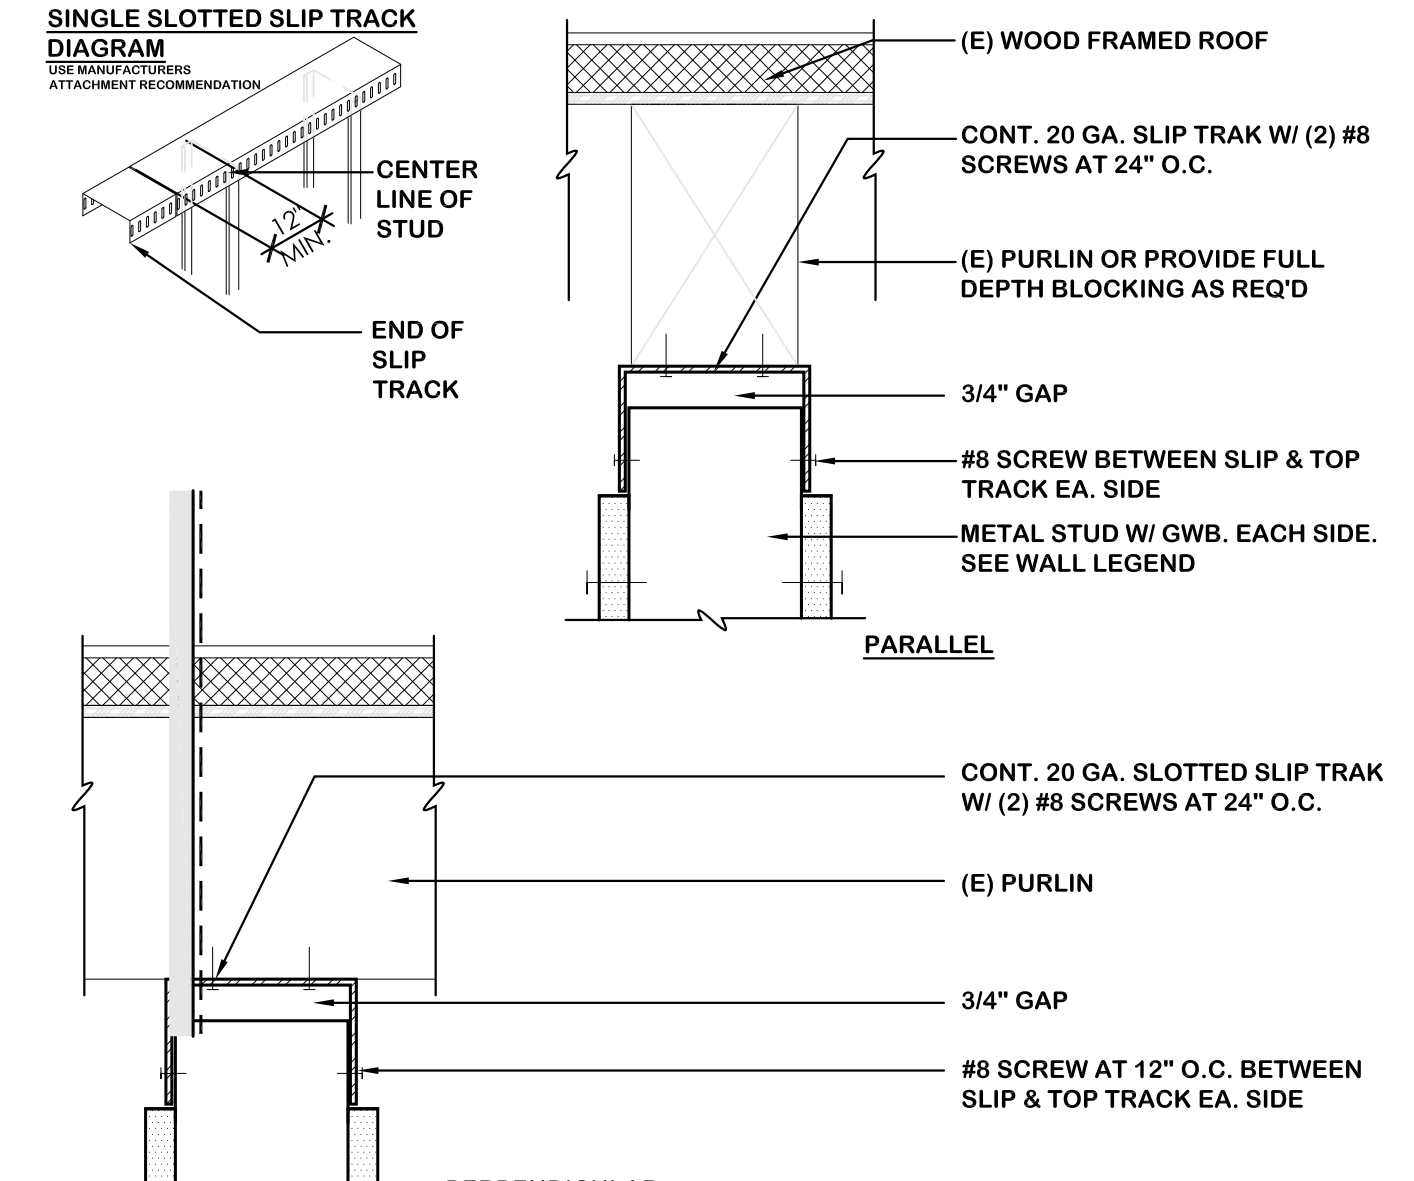 SINGLE SLOTTED SLIP TRACK
DIAGRAM
USE MANUFACTURERS
ATTACHMENT RECOMMENDATION
CENTER
LINE OF
STUD
12"
MIN.
END OF
SLIP
TRACK
(E) WOOD FRAMED ROOF
CONT. 20 GA. SLIP TRAK W/ (2) #8
SCREWS AT 24" O.C.
(E) PURLIN OR PROVIDE FULL
DEPTH BLOCKING AS REQ'D
3/4" GAP
#8 SCREW BETWEEN SLIP & TOP
TRACK EA. SIDE
METAL STUD W/ GWB. EACH SIDE.
SEE WALL LEGEND
PARALLEL
CONT. 20 GA. SLOTTED SLIP TRAK
W/ (2) #8 SCREWS AT 24" O.C.
(E) PURLIN
3/4" GAP
#8 SCREW AT 12" O.C. BETWEEN
SLIP & TOP TRACK EA. SIDE
PERPENDICULAR